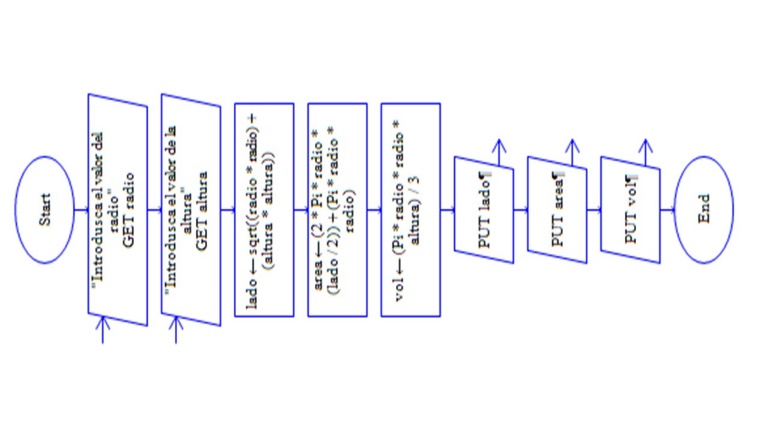 Start
"Introdusca el valor del
radio"
GET radio
"Introdusca el valor de la
altura"
GET altura
lado ← sqrt((radio * radio) +
(altura * altura))
area ← (2 * Pi * radio *
(lado / 2)) + (Pi * radio *
radio)
vol ← (Pi * radio * radio *
altura) / 3
PUT lado¶
PUT area¶
PUT vol¶
End